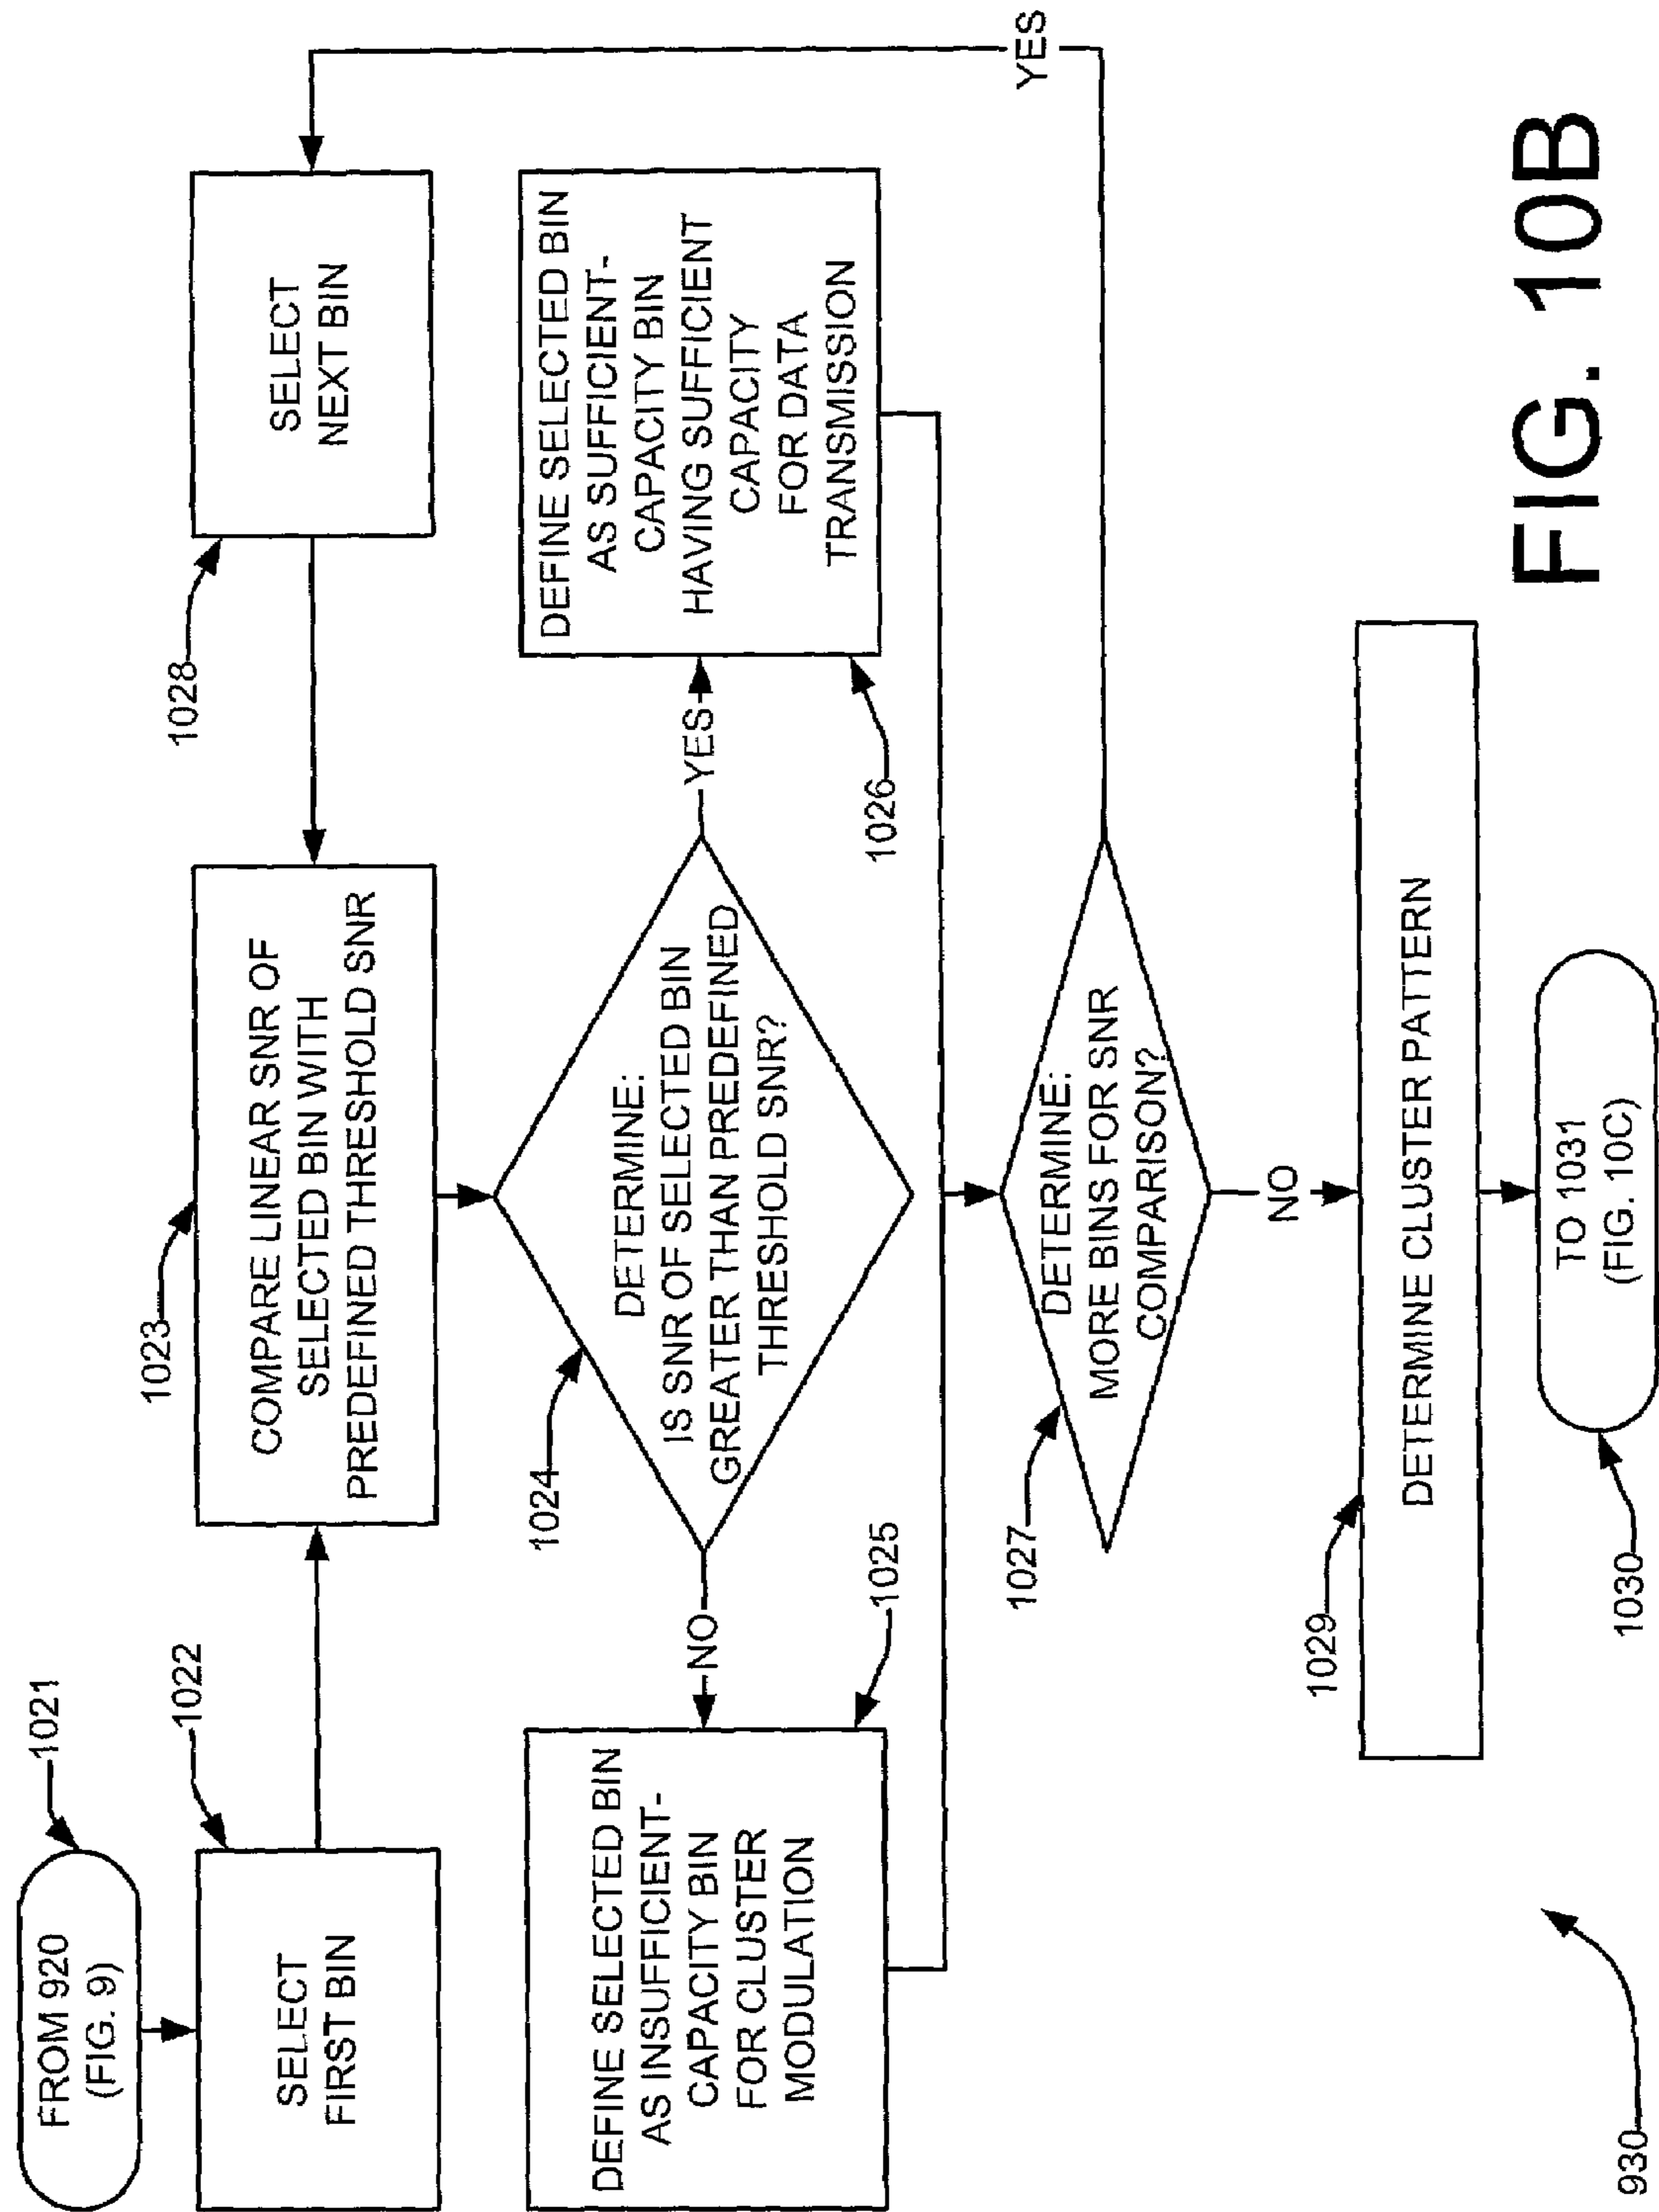 FROM 920
(FIG. 9)
1021
SELECT
FIRST BIN
1022
COMPARE LINEAR SNR OF
SELECTED BIN WITH
PREDEFINED THRESHOLD SNR
1023
SELECT
NEXT BIN
1028
DETERMINE:
IS SNR OF SELECTED BIN
GREATER THAN PREDEFINED
THRESHOLD SNR?
1024
NO
YES
DEFINE SELECTED BIN
AS INSUFFICIENT-
CAPACITY BIN
FOR CLUSTER
MODULATION
1025
DEFINE SELECTED BIN
AS SUFFICIENT-
CAPACITY BIN
HAVING SUFFICIENT
CAPACITY
FOR DATA
TRANSMISSION
1026
DETERMINE:
MORE BINS FOR SNR
COMPARISON?
1027
YES
NO
DETERMINE CLUSTER PATTERN
1029
TO 1031
(FIG. 10C)
1030
930
FIG. 10B